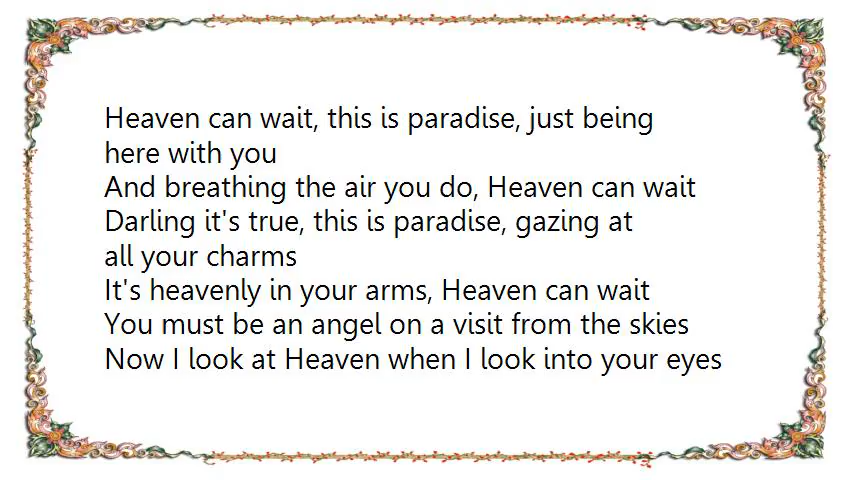 Heaven can wait, this is paradise, just being
here with you
And breathing the air you do, Heaven can wait
Darling it's true, this is paradise, gazing at
all your charms
It's heavenly in your arms, Heaven can wait
You must be an angel on a visit from the skies
Now I look at Heaven when I look into your eyes